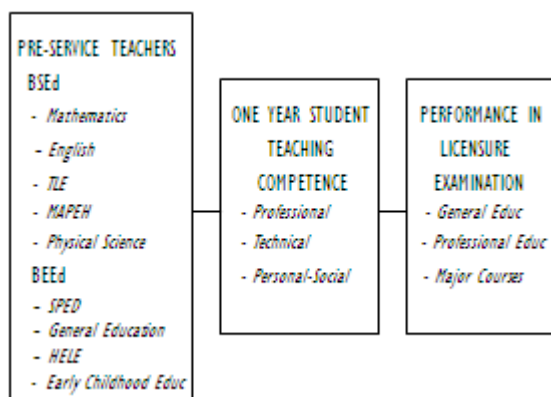 PRE-SERVICE TEACHERS
BSEd
- Mathematics
- English
- TLE
- MAPEH
- Physical Science
BEEd
- SPED
- General Education
- HELE
- Early Childhood Educ
ONE YEAR STUDENT
TEACHING
COMPETENCE
- Professional
- Technical
- Personal-Social
PERFORMANCE IN
LICENSURE
EXAMINATION
- General Educ
- Professional Educ
- Major Courses